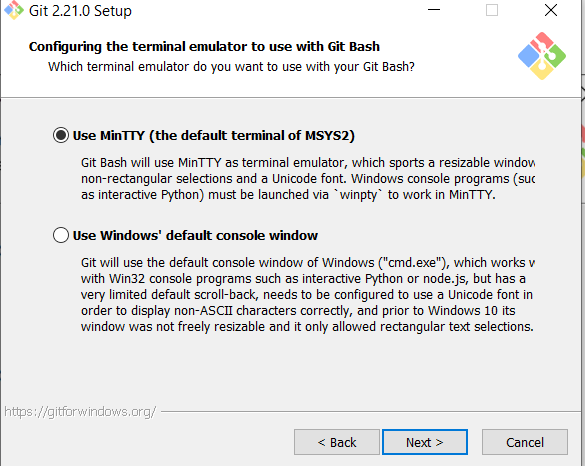 Git 2.21.0 Setup
Configuring the terminal emulator to use with Git Bash
Which terminal emulator do you want to use with your Git Bash?
Use MinTTY (the default terminal of MSYS2)
Git Bash will use MinTTY as terminal emulator, which sports a resizable window
non-rectangular selections and a Unicode font. Windows console programs (suc
as interactive Python) must be launched via `winpty` to work in MinTTY.
Use Windows' default console window
Git will use the default console window of Windows ("cmd.exe"), which works w
with Win32 console programs such as interactive Python or node.js, but has a
very limited default scroll-back, needs to be configured to use a Unicode font in
order to display non-ASCII characters correctly, and prior to Windows 10 its
window was not freely resizable and it only allowed rectangular text selections.
https://gitforwindows.org/
< Back
Next >
Cancel